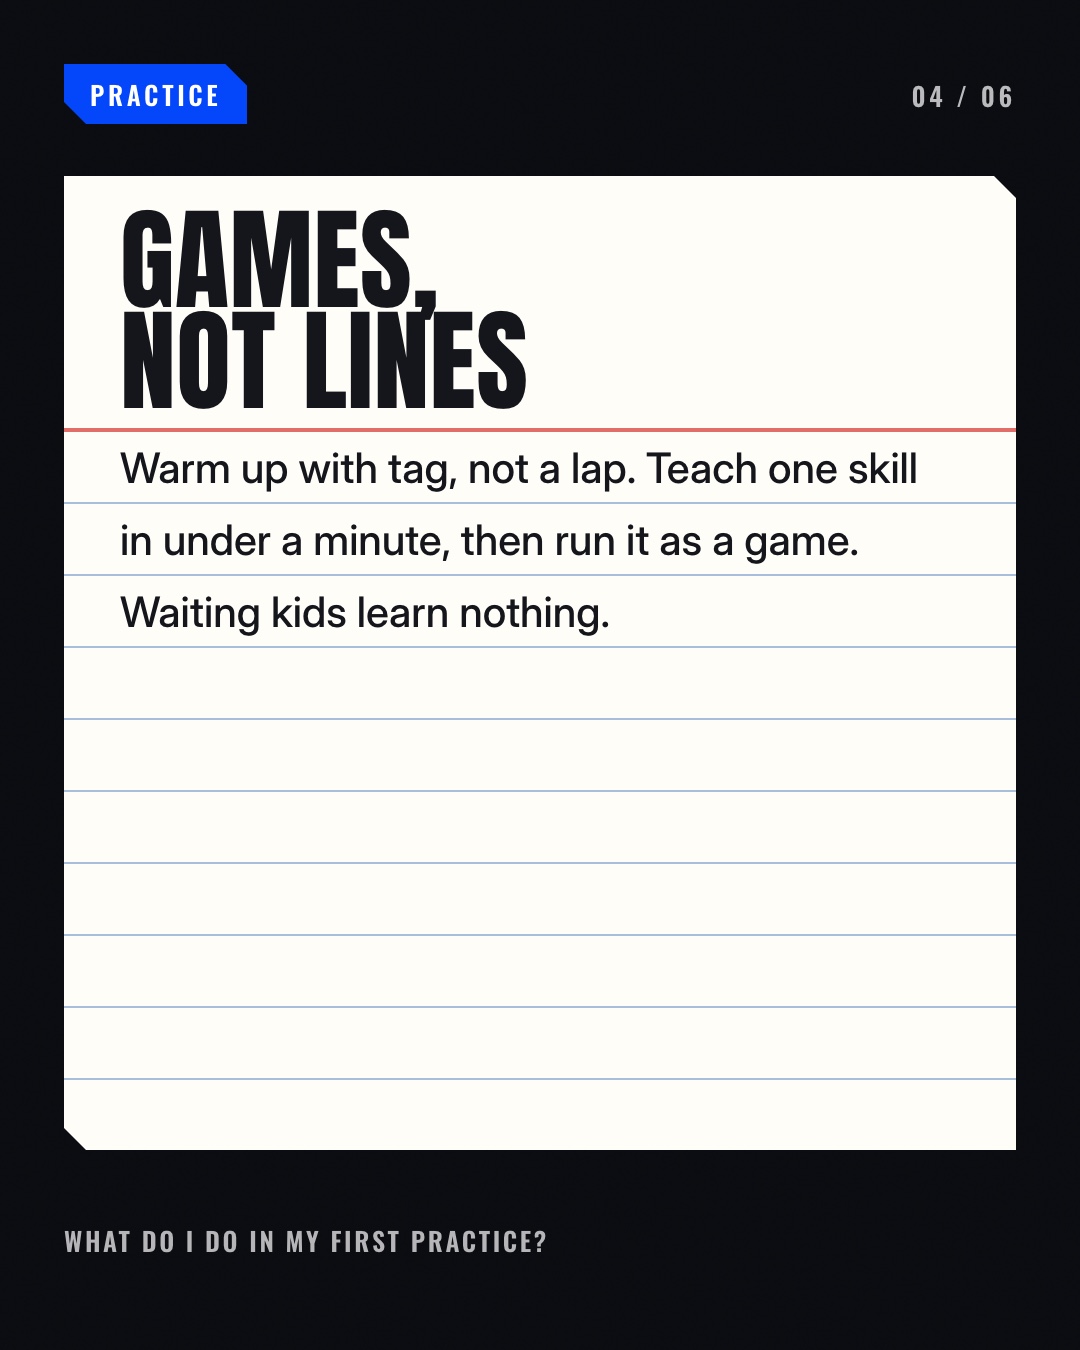 PRACTICE
04 / 06
GAMES,
NOT LINES
Warm up with tag, not a lap. Teach one skill
in under a minute, then run it as a game.
Waiting kids learn nothing.
WHAT DO I DO IN MY FIRST PRACTICE?